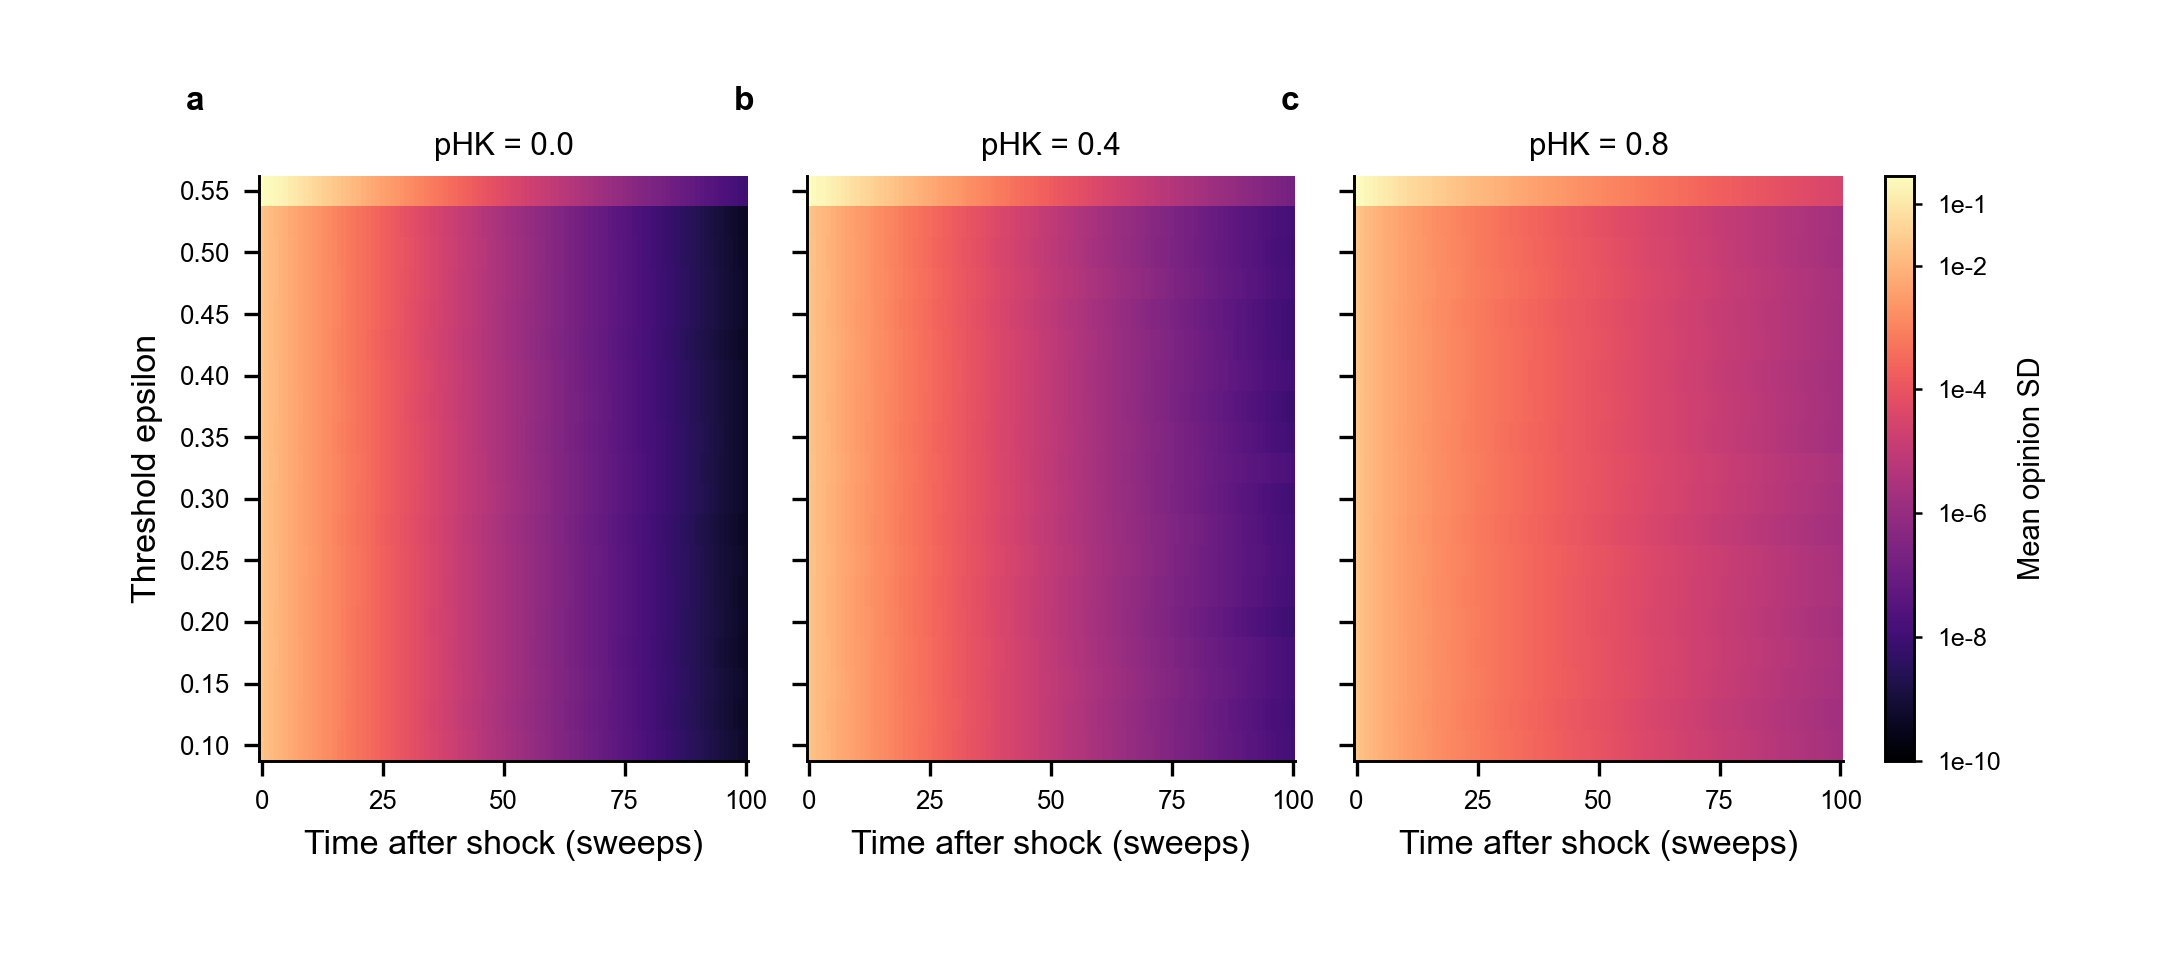 a
b
c
pHK = 0.0
pHK = 0.4
pHK = 0.8
Threshold epsilon
0.55
0.50
0.45
0.40
0.35
0.30
0.25
0.20
0.15
0.10
0 25 50 75 100
0 25 50 75 100
0 25 50 75 100
Time after shock (sweeps)
Time after shock (sweeps)
Time after shock (sweeps)
1e-1
1e-2
1e-4
1e-6
1e-8
1e-10
Mean opinion SD